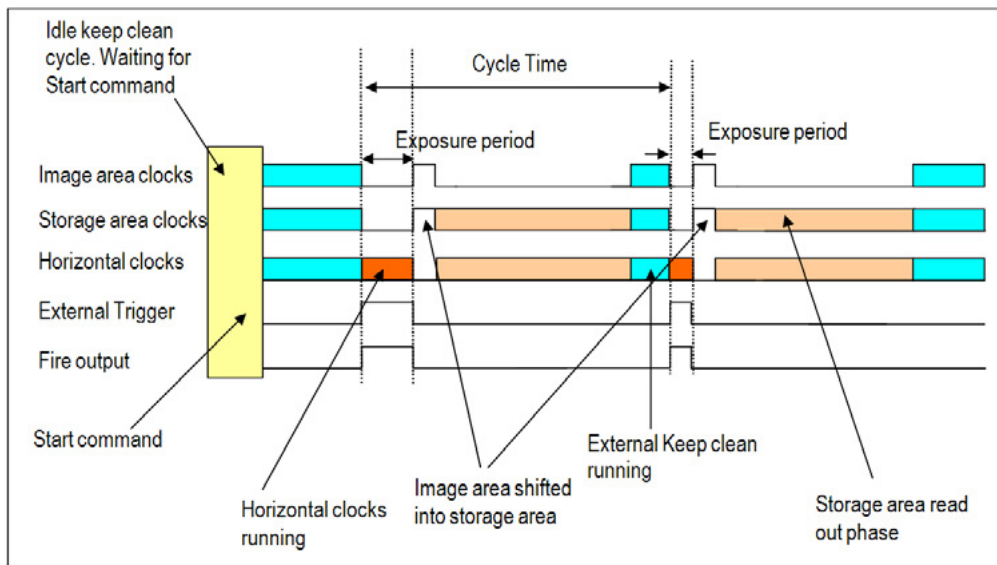 Idle keep clean
cycle. Waiting for
Start command
Cycle Time
Exposure period
Exposure period
Image area clocks
Storage area clocks
Horizontal clocks
External Trigger
Fire output
Start command
Horizontal clocks
running
Image area shifted
into storage area
External Keep clean
running
Storage area read
out phase